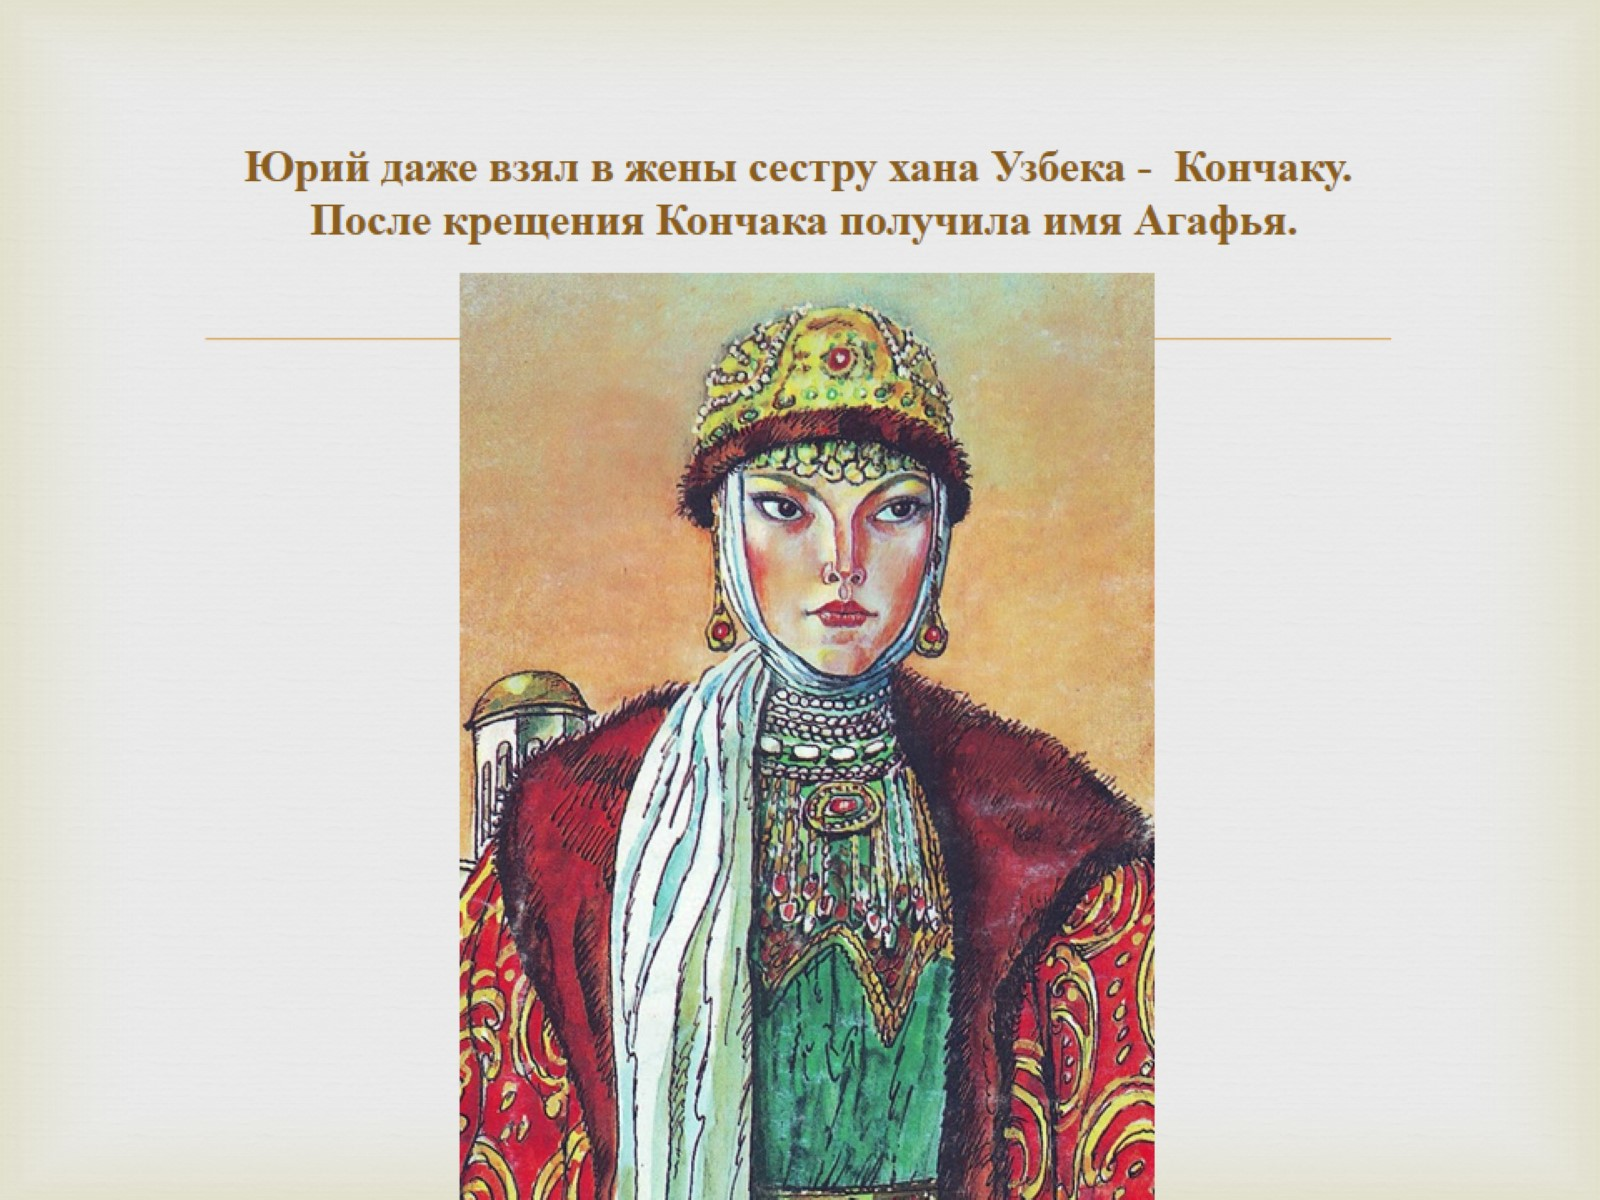 Юрий даже взял в жены сестру хана Узбека -  Кончаку.
После крещения Кончака получила имя Агафья.